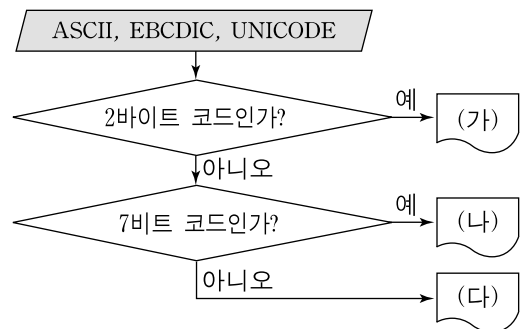 ASCII, EBCDIC, UNICODE
2바이트 코드인가?
예
(가)
아니오
7비트 코드인가?
예
(나)
아니오
(다)